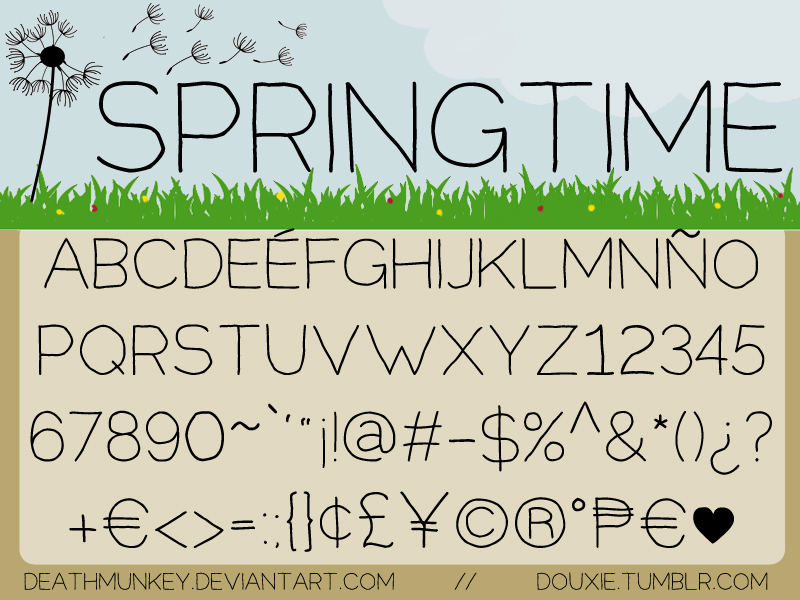 SPRINGTIME
ABCDEÉFGHIJKLMNÑO
PQRSTUVWXYZ12345
67890~`´'"¡!@#-$%^&*()¿?
+€<>=:;{}[]¢£¥©®°₱€♥
DEATHMUNKEY.DEVIANTART.COM // DOUXIE.TUMBLR.COM